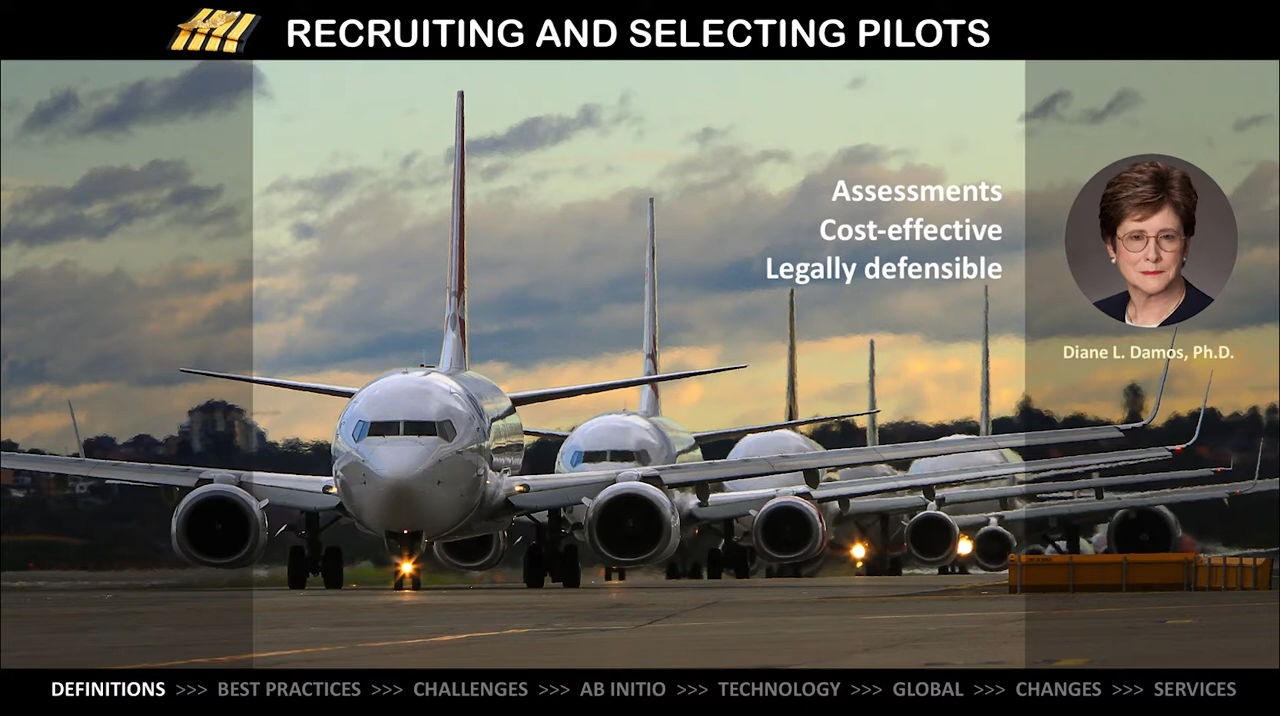 RECRUITING AND SELECTING PILOTS
Assessments
Cost-effective
Legally defensible
Diane L. Damos, Ph.D.
DEFINITIONS >>> BEST PRACTICES >>> CHALLENGES >>> AB INITIO >>> TECHNOLOGY >>> GLOBAL >>> CHANGES >>> SERVICES